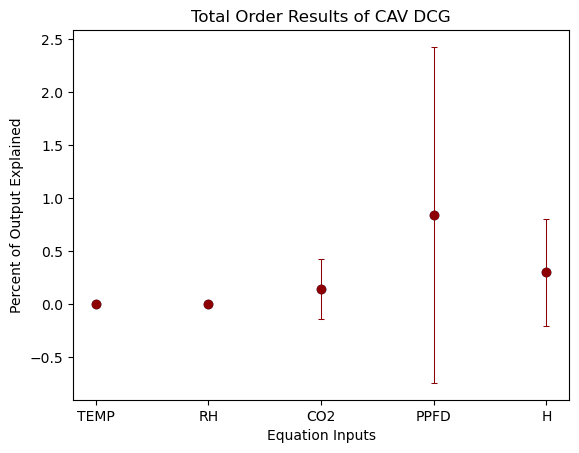 Total Order Results of CAV DCG
Percent of Output Explained
2.5
2.0
1.5
1.0
0.5
0.0
−0.5
TEMP RH CO2 PPFD H
Equation Inputs